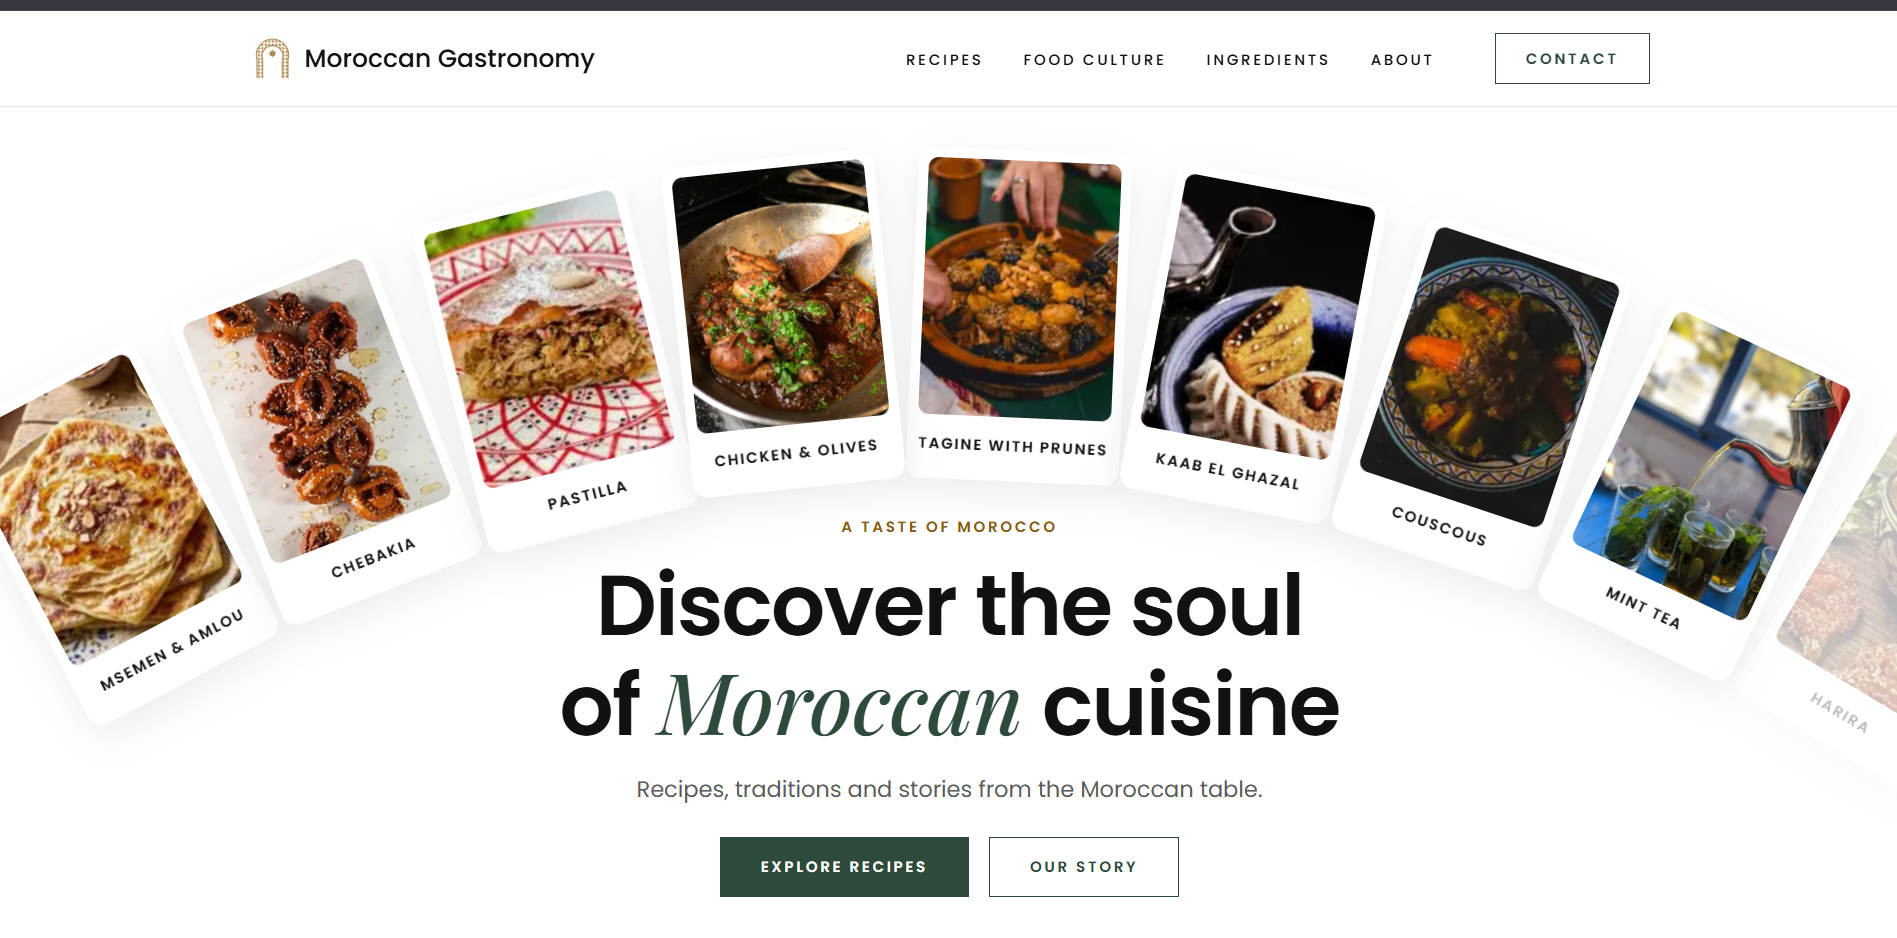 Moroccan Gastronomy
RECIPES
FOOD CULTURE
INGREDIENTS
ABOUT
CONTACT
MSEMEN & AMLOU
CHEBAKIA
PASTILLA
CHICKEN & OLIVES
TAGINE WITH PRUNES
KAAB EL GHAZAL
COUSCOUS
MINT TEA
HARIRA
A TASTE OF MOROCCO
Discover the soul
of Moroccan cuisine
Recipes, traditions and stories from the Moroccan table.
EXPLORE RECIPES
OUR STORY